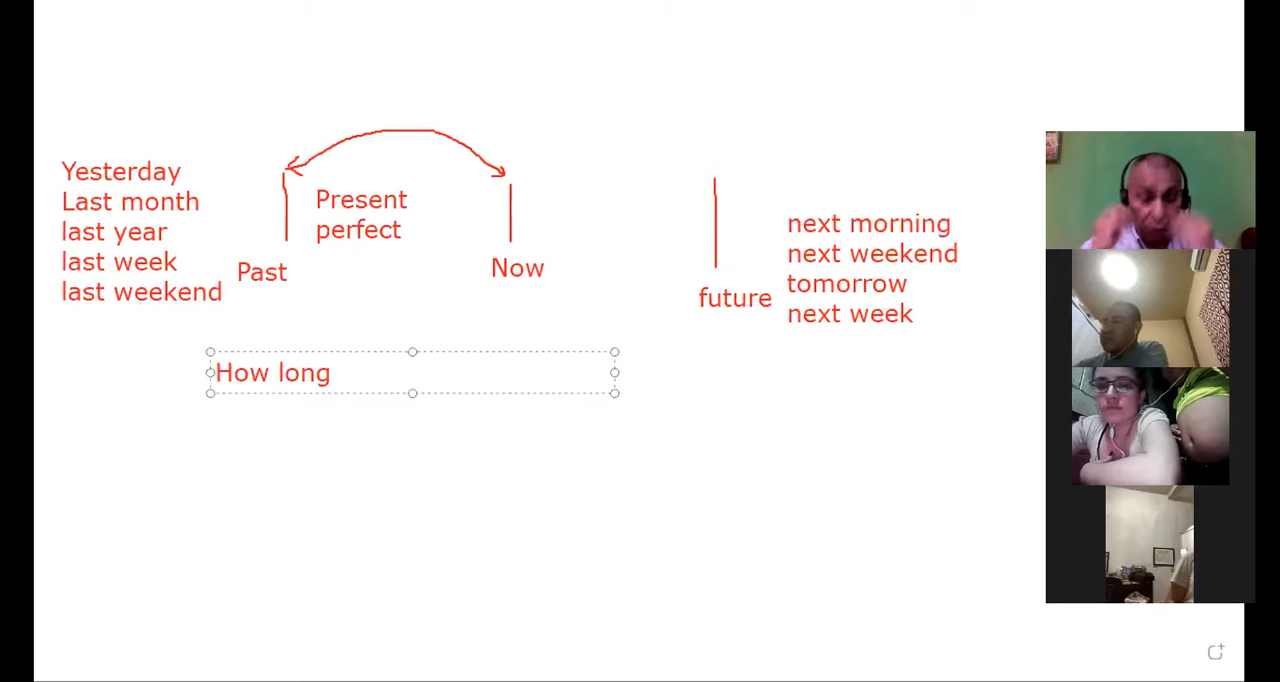 Yesterday
Last month
last year
last week
last weekend
Past
Present
perfect
Now
future
next morning
next weekend
tomorrow
next week
How long